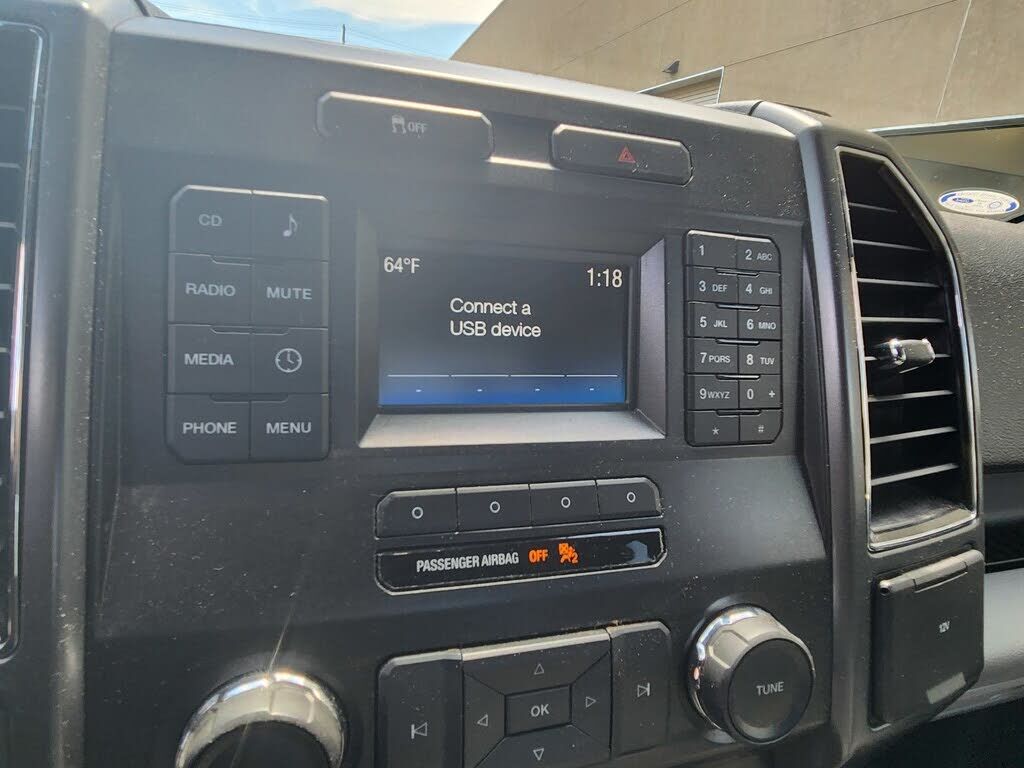 OFF
CD
RADIO MUTE
MEDIA
PHONE MENU
64°F 1:18
Connect a
USB device
1 2 ABC
3 DEF 4 GHI
5 JKL 6 MNO
7 PQRS 8 TUV
9 WXYZ 0 +
* #
PASSENGER AIRBAG OFF 2
OK
TUNE
12V